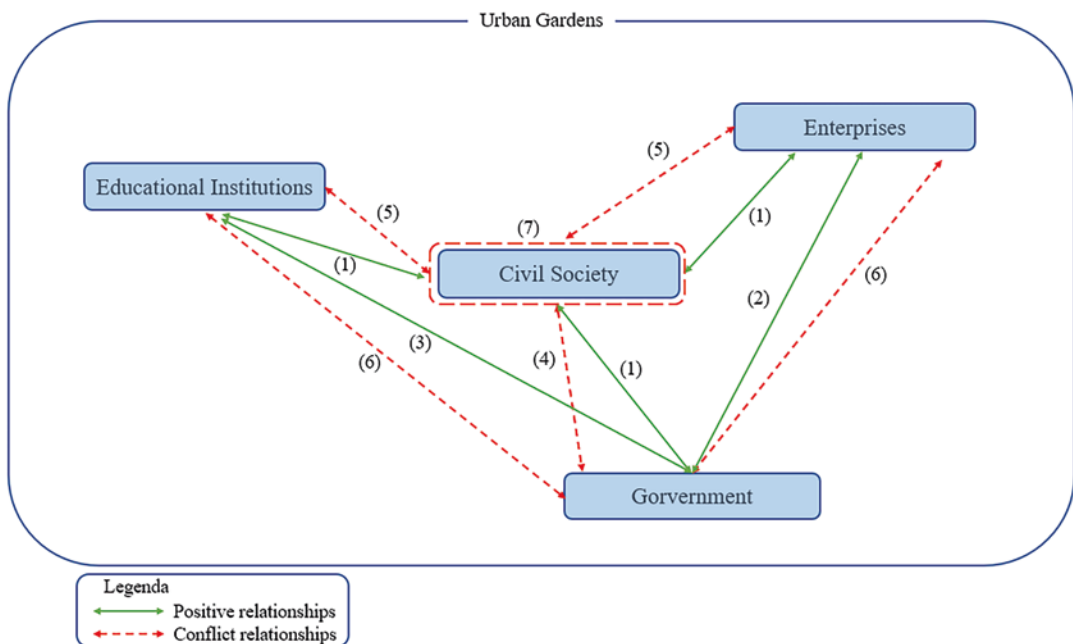 Urban Gardens
Enterprises
(5)
Educational Institutions
(5)
(7)
(1)
(1)
Civil Society
(6)
(2)
(3)
(4)
(6)
(1)
Gorvernment
Legenda
Positive relationships
Conflict relationships